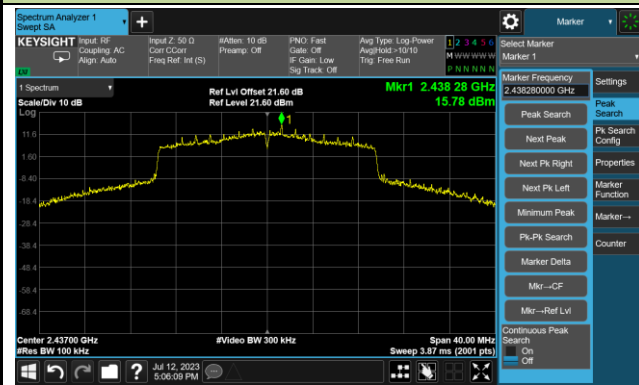 Spectrum Analyzer 1
Swept SA
Marker
KEYSIGHT
Input: RF
Coupling: AC
Align: Auto
Input Z: 50 Ω
Corr CCorr
Freq Ref: Int (S)
#Atten: 10 dB
Preamp: Off
PNO: Fast
Gate: Off
IF Gain: Low
Sig Track: Off
Avg Type: Log-Power
Avg|Hold:>10/10
Trig: Free Run
1 2 3 4 5 6
M W W W W W
P N N N N N
Select Marker
Marker 1
1 Spectrum
Scale/Div 10 dB
Log
Ref Lvl Offset 21.60 dB
Ref Level 21.60 dBm
Mkr1 2.438 28 GHz
15.78 dBm
1
11.6
1.60
-8.40
-18.4
-28.4
-38.4
-48.4
-58.4
-68.4
Center 2.43700 GHz
#Res BW 100 kHz
#Video BW 300 kHz
Span 40.00 MHz
Sweep 3.87 ms (2001 pts)
Marker Frequency
2.438280000 GHz
Peak Search
Next Peak
Next Pk Right
Next Pk Left
Minimum Peak
Pk-Pk Search
Marker Delta
Mkr→CF
Mkr→Ref Lvl
Continuous Peak
Search
On
Off
Settings
Peak
Search
Pk Search
Config
Properties
Marker
Function
Marker→
Counter
Jul 12, 2023
5:06:09 PM